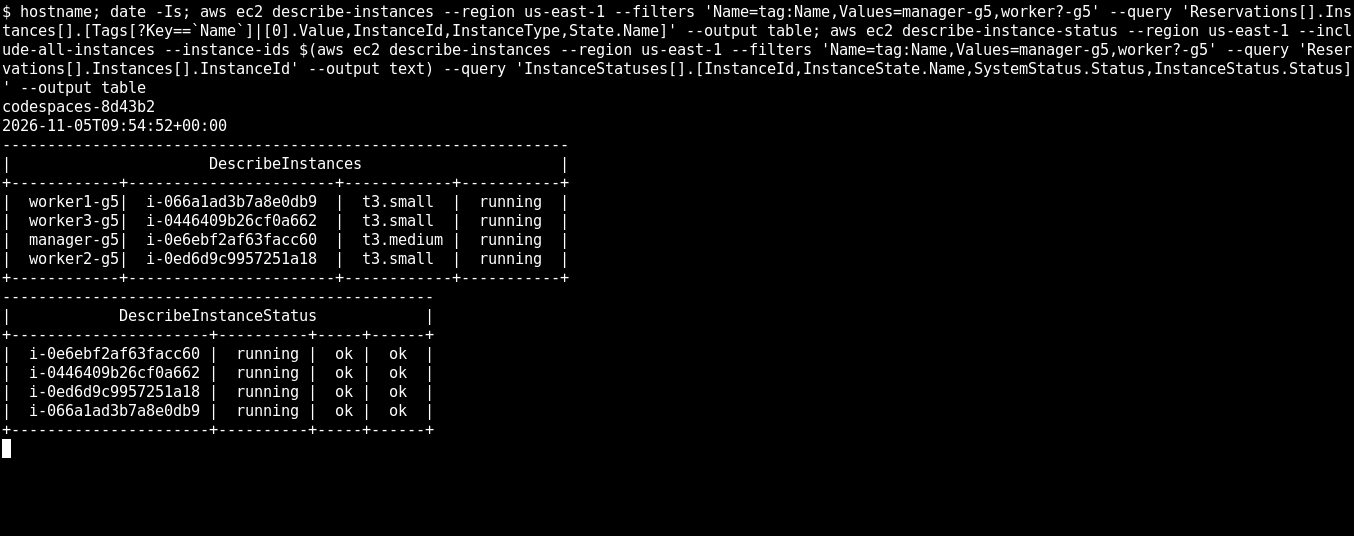 $ hostname; date -Is; aws ec2 describe-instances --region us-east-1 --filters 'Name=tag:Name,Values=manager-g5,worker?-g5' --query 'Reservations[].Ins
tances[].[Tags[?Key==`Name`]|[0].Value,InstanceId,InstanceType,State.Name]' --output table; aws ec2 describe-instance-status --region us-east-1 --incl
ude-all-instances --instance-ids $(aws ec2 describe-instances --region us-east-1 --filters 'Name=tag:Name,Values=manager-g5,worker?-g5' --query 'Reser
vations[].Instances[].InstanceId' --output text) --query 'InstanceStatuses[].[InstanceId,InstanceState.Name,SystemStatus.Status,InstanceStatus.Status]
' --output table
codespaces-8d43b2
2026-11-05T09:54:52+00:00
---------------------------------------------------------------
|                      DescribeInstances                      |
+------------+-----------------------+------------+-----------+
|  worker1-g5|  i-066a1ad3b7a8e0db9  |  t3.small  |  running  |
|  worker3-g5|  i-0446409b26cf0a662  |  t3.small  |  running  |
|  manager-g5|  i-0e6ebf2af63facc60  |  t3.medium |  running  |
|  worker2-g5|  i-0ed6d9c9957251a18  |  t3.small  |  running  |
+------------+-----------------------+------------+-----------+
------------------------------------------------
|            DescribeInstanceStatus            |
+----------------------+----------+-----+------+
|  i-0e6ebf2af63facc60 |  running |  ok |  ok  |
|  i-0446409b26cf0a662 |  running |  ok |  ok  |
|  i-0ed6d9c9957251a18 |  running |  ok |  ok  |
|  i-066a1ad3b7a8e0db9 |  running |  ok |  ok  |
+----------------------+----------+-----+------+